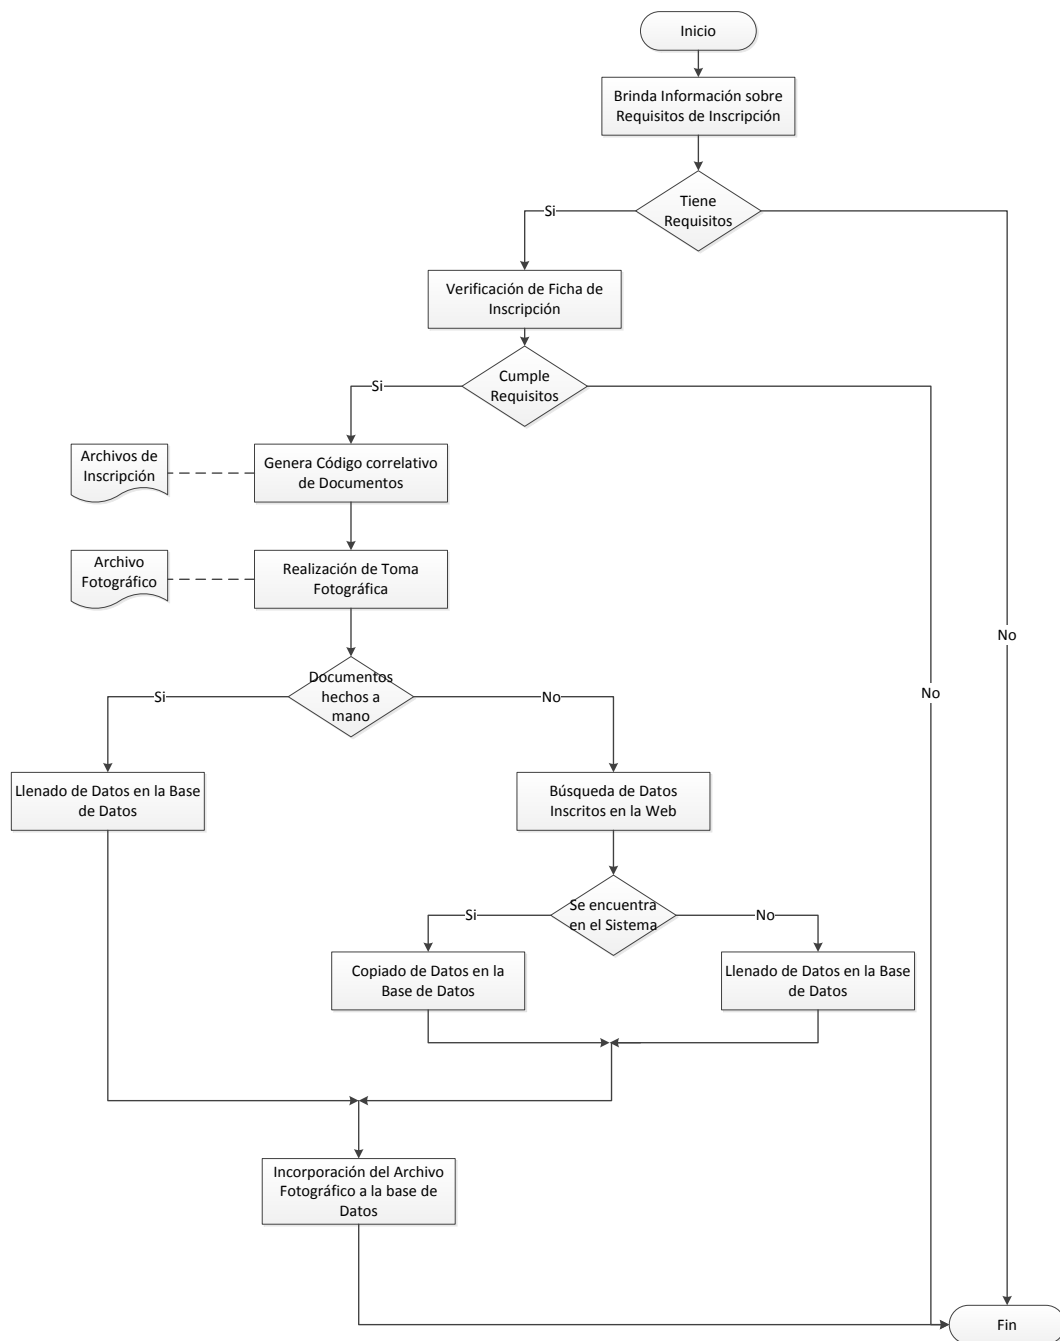 Inicio
Brinda Información sobre
Requisitos de Inscripción
Tiene
Requisitos
Si
Verificación de Ficha de
Inscripción
Cumple
Requisitos
Si
Archivos de
Inscripción
Genera Código correlativo
de Documentos
Archivo
Fotográfico
Realización de Toma
Fotográfica
No
No
Documentos
hechos a
mano
Si
No
Llenado de Datos en la Base
de Datos
Búsqueda de Datos
Inscritos en la Web
Se encuentra
en el Sistema
Si
No
Copiado de Datos en la
Base de Datos
Llenado de Datos en la Base
de Datos
Incorporación del Archivo
Fotográfico a la base de
Datos
Fin